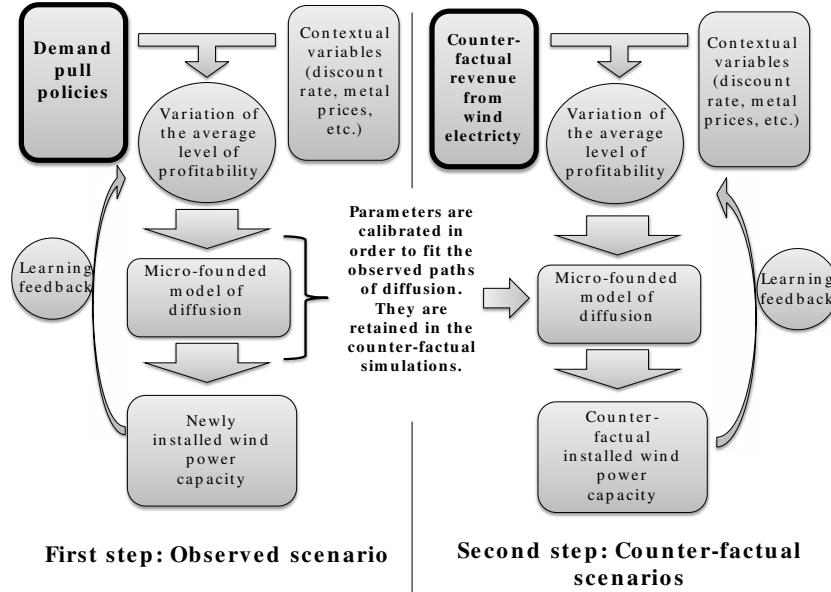 Demand
pull
policies
Contextual
variables
(discount
rate, metal
prices,
etc.)
Variation of
the average
level of
profitability
Learning
feedback
Micro-founded
model of
diffusion
Newly
installed wind
power
capacity
First step: Observed scenario
Parameters are
calibrated in
order to fit the
observed paths
of diffusion.
They are
retained in the
counter-factual
simulations.
Counter-
factual
revenue
from
wind
electricty
Contextual
variables
(discount
rate, metal
prices,
etc.)
Variation of
the average
level of
profitability
Micro-founded
model of
diffusion
Learning
feedback
Counter-
factual
installed wind
power
capacity
Second step: Counter-factual
scenarios